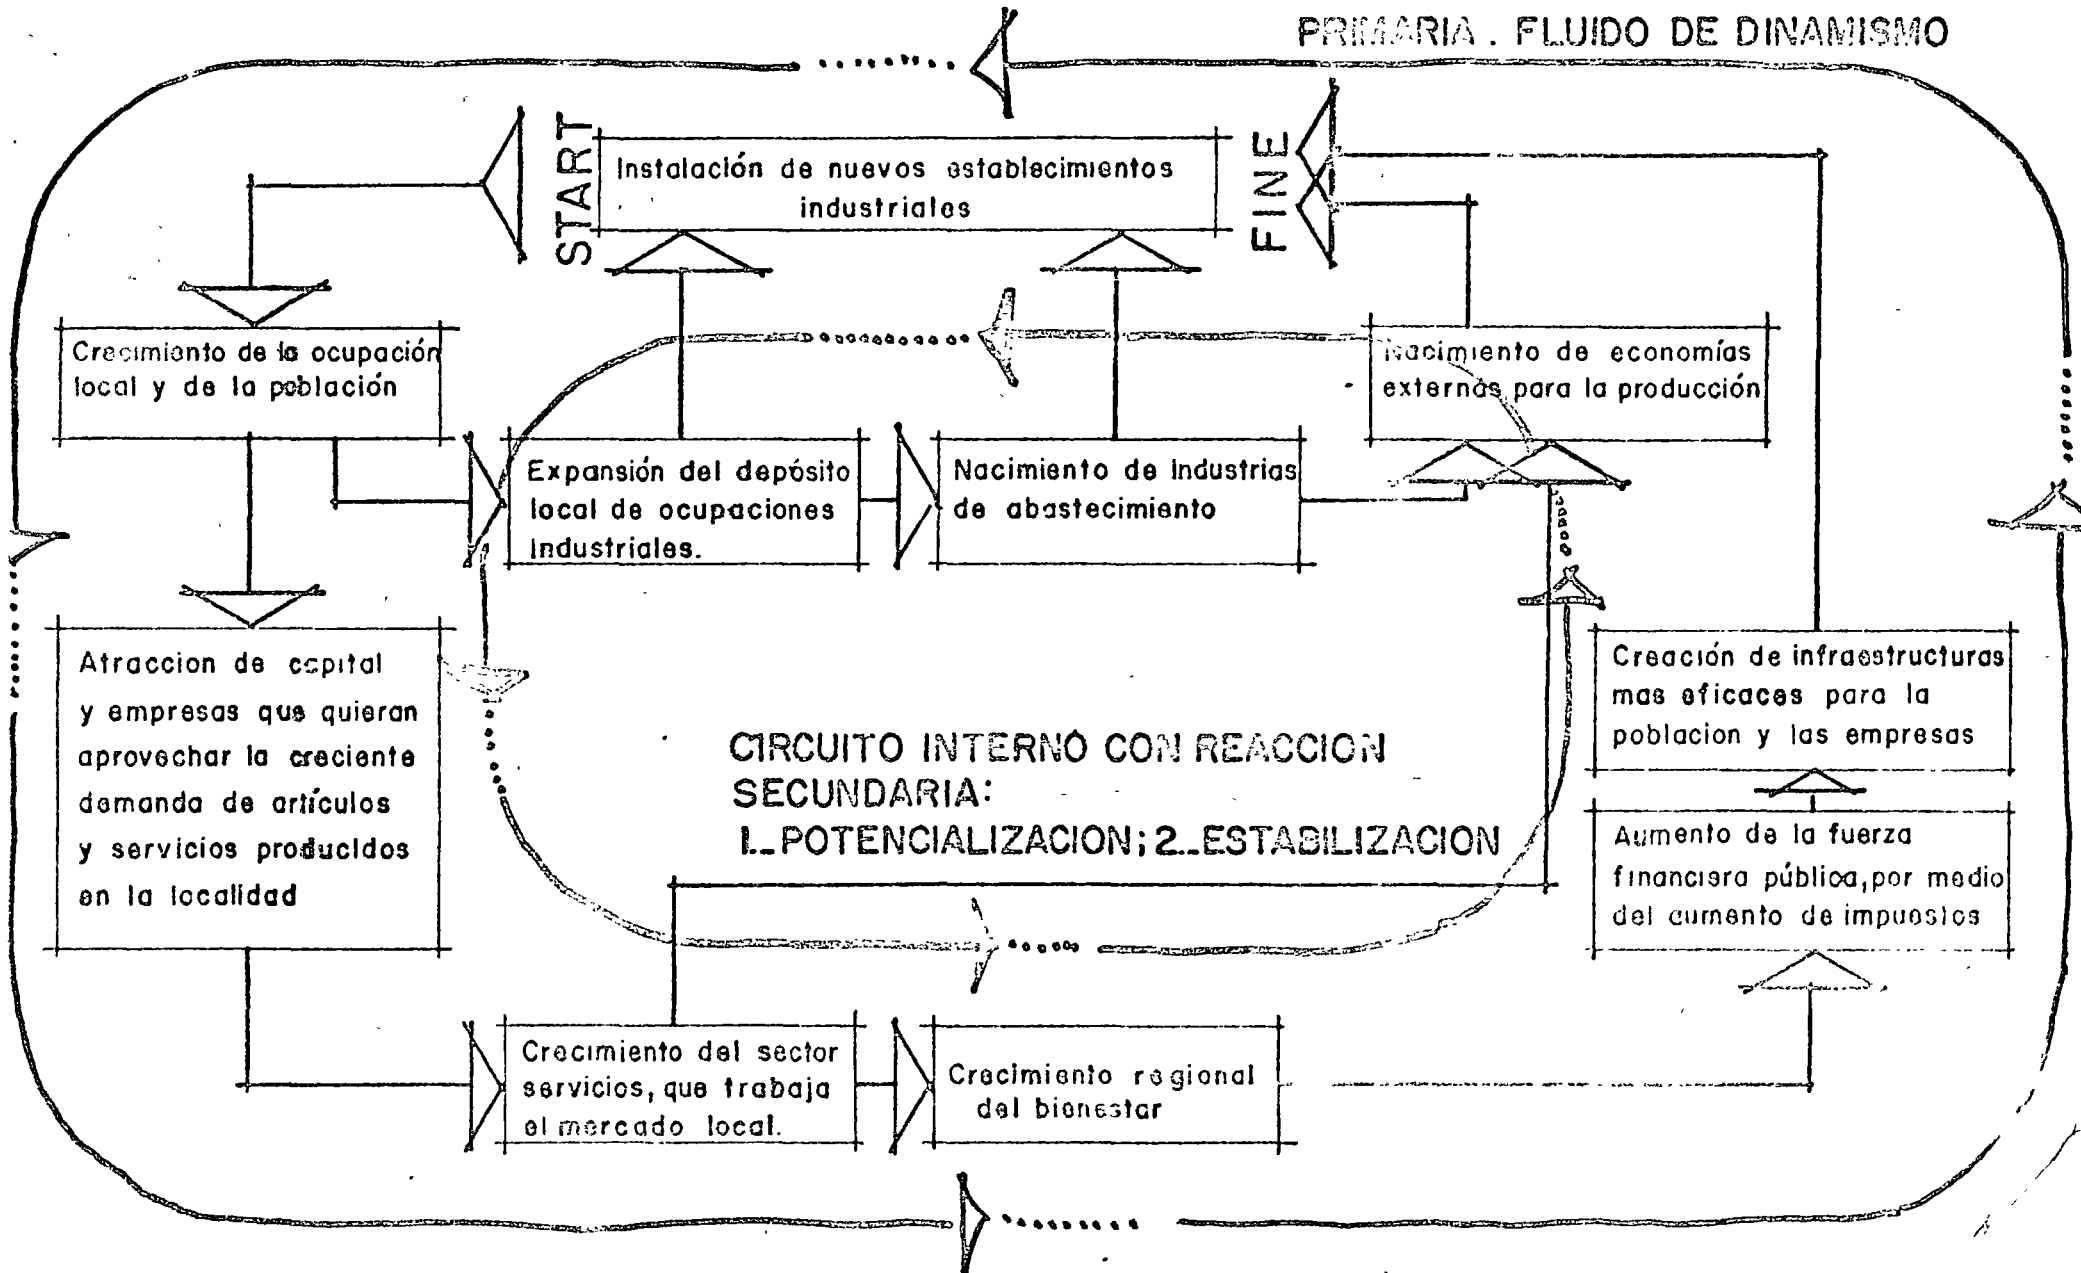 PRIMARIA. FLUIDO DE DINAMISMO
START
Instalación de nuevos establecimientos
industriales
FINE
Crecimiento de la ocupación
local y de la población
Nacimiento de economías
externas para la producción
Expansión del depósito
local de ocupaciones
Industriales.
Nacimiento de Industrias
de abastecimiento
Atraccion de capital
y empresas que quieran
aprovechar la creciente
demanda de artículos
y servicios producidos
en la localidad
Creación de infraestructuras
mas eficaces para la
poblacion y las empresas
CIRCUITO INTERNO CON REACCION
SECUNDARIA:
1._POTENCIALIZACION; 2._ESTABILIZACION
Aumento de la fuerza
financiera pública, por medio
del aumento de impuestos
Crecimiento del sector
servicios, que trabaja
el mercado local.
Crecimiento regional
del bienestar